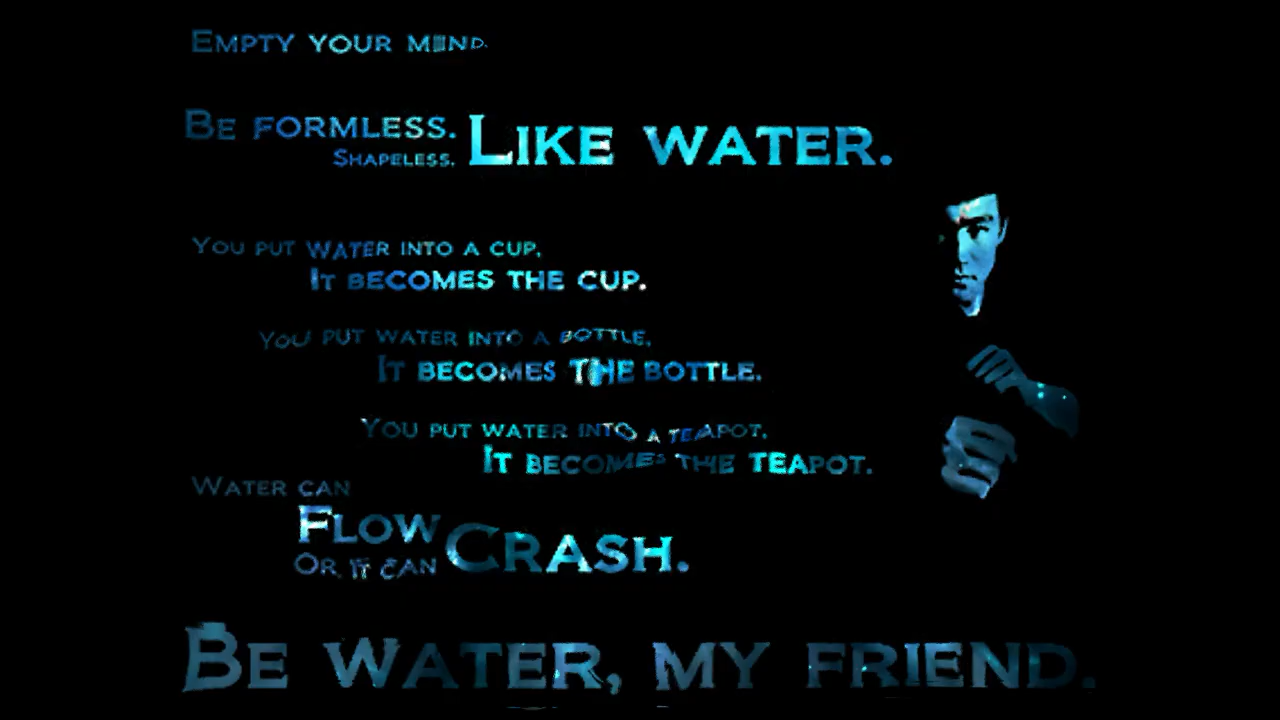 Empty your mind.
Be formless.
Shapeless.
Like water.
You put water into a cup,
It becomes the cup.
You put water into a bottle,
It becomes the bottle.
You put water into a teapot,
It becomes the teapot.
Water can
Flow
Or it can
Crash.
Be water, my friend.